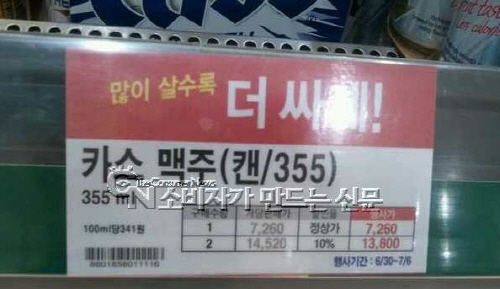 많이 살수록 더 싸게!
카스 맥주(캔/355)
355 ml
The ConsumerNews
CN 소비자가 만드는 신문
100ml당341원
1 7,260 정상가 7,260
2 14,520 10% 13,800
행사기간 : 6/30-7/6